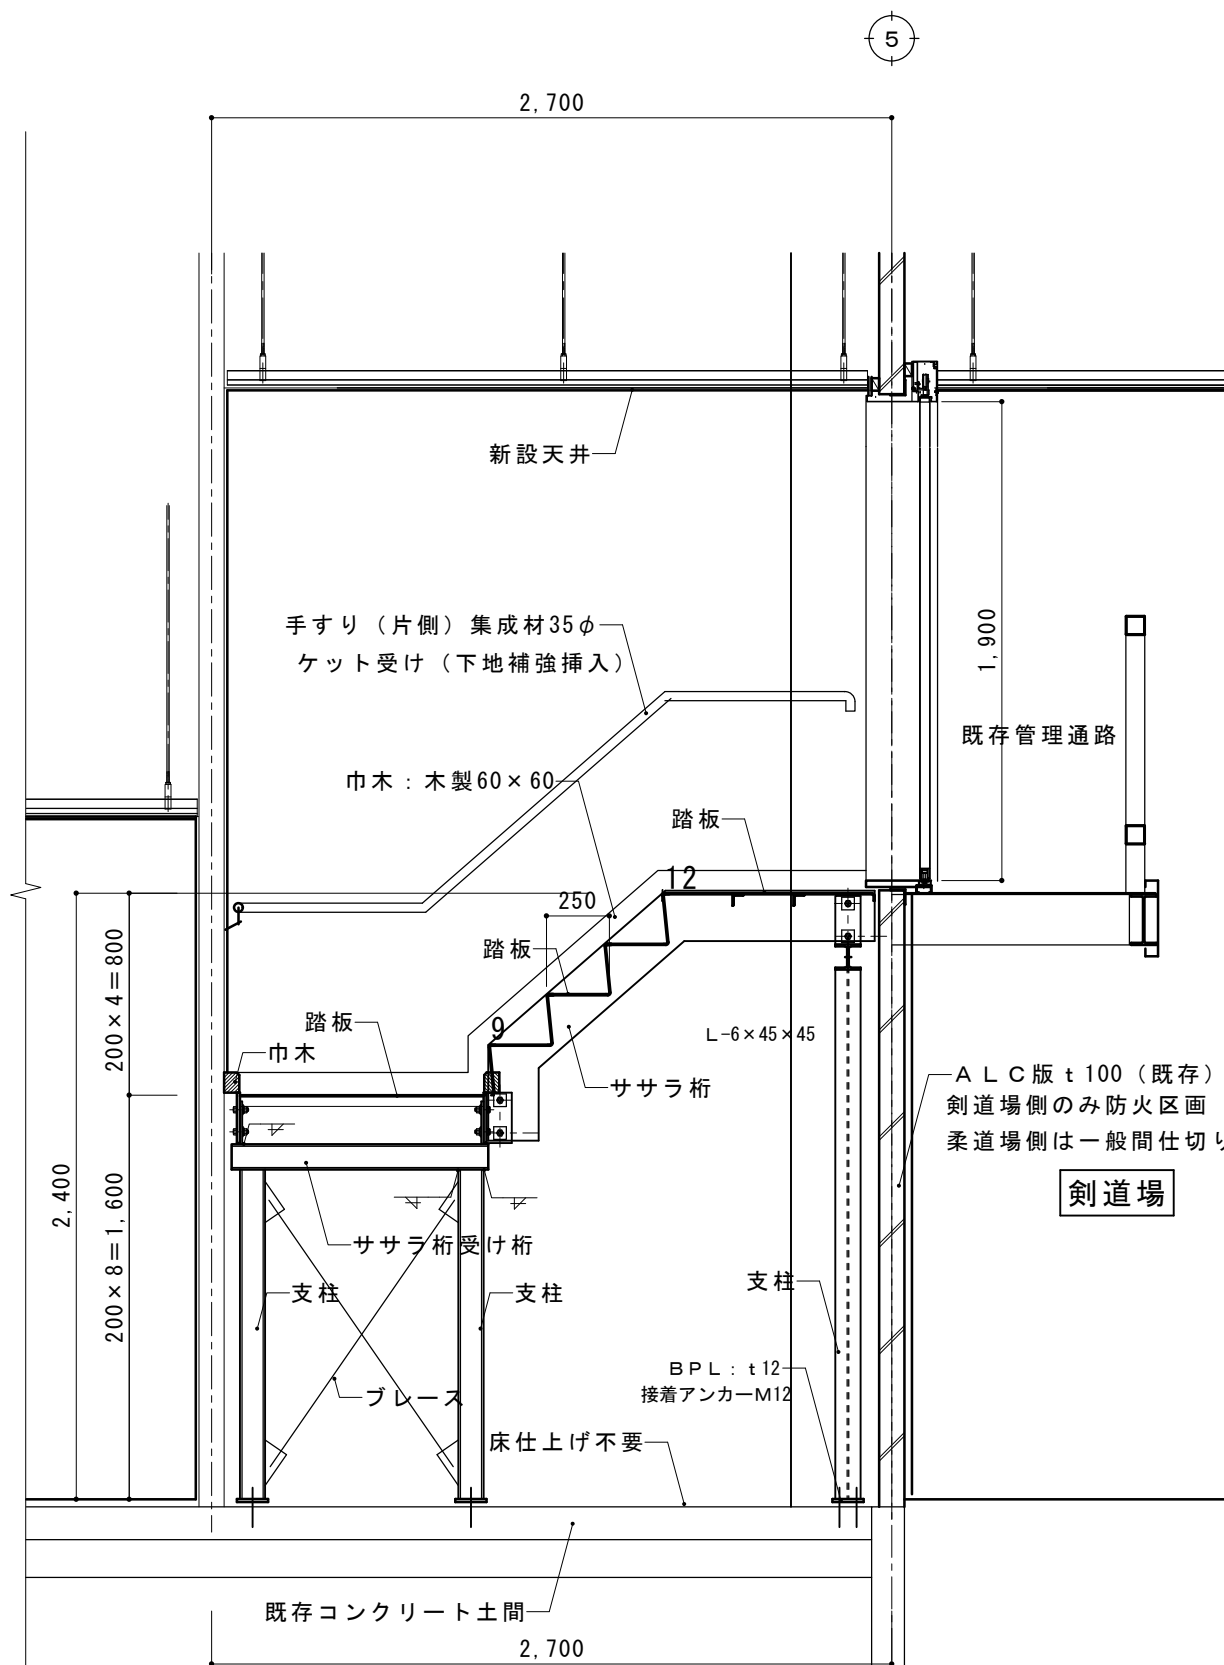 5
2,700
新設天井
手すり（片側）集成材35φ
ケット受け（下地補強挿入）
1,900
既存管理通路
巾木：木製60×60
踏板
12
250
踏板
200×4＝800
9
踏板
巾木
L-6×45×45
ササラ桁
ＡＬＣ版ｔ100（既存）
剣道場側のみ防火区画
柔道場側は一般間仕切り
剣道場
2,400
200×8＝1,600
ササラ桁受け桁
支柱
支柱
支柱
ＢＰＬ：ｔ12
接着アンカーM12
ブレース
床仕上げ不要
既存コンクリート土間
2,700